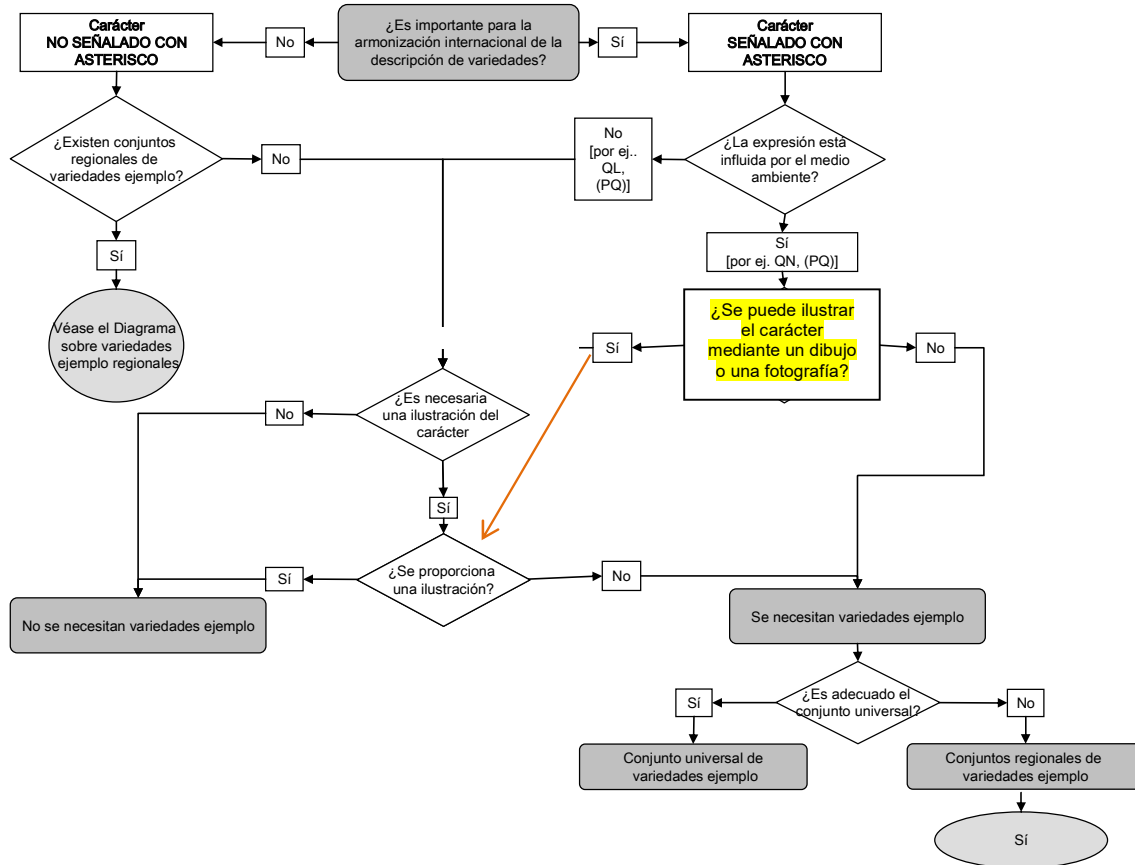 Carácter
NO SEÑALADO CON
ASTERISCO
No
¿Es importante para la
armonización internacional de la
descripción de variedades?
Sí
Carácter
SEÑALADO CON
ASTERISCO
¿Existen conjuntos
regionales de
variedades ejemplo?
No
No
[por ej..
QL,
(PQ)]
¿La expresión está
influida por el medio
ambiente?
Sí
Sí
[por ej. QN, (PQ)]
Véase el Diagrama
sobre variedades
ejemplo regionales
Sí
¿Se puede ilustrar
el carácter
mediante un dibujo
o una fotografía?
No
No
¿Es necesaria
una ilustración del
carácter
Sí
Sí
¿Se proporciona
una ilustración?
No
No se necesitan variedades ejemplo
Se necesitan variedades ejemplo
Sí
¿Es adecuado el
conjunto universal?
No
Conjunto universal de
variedades ejemplo
Conjuntos regionales de
variedades ejemplo
Sí